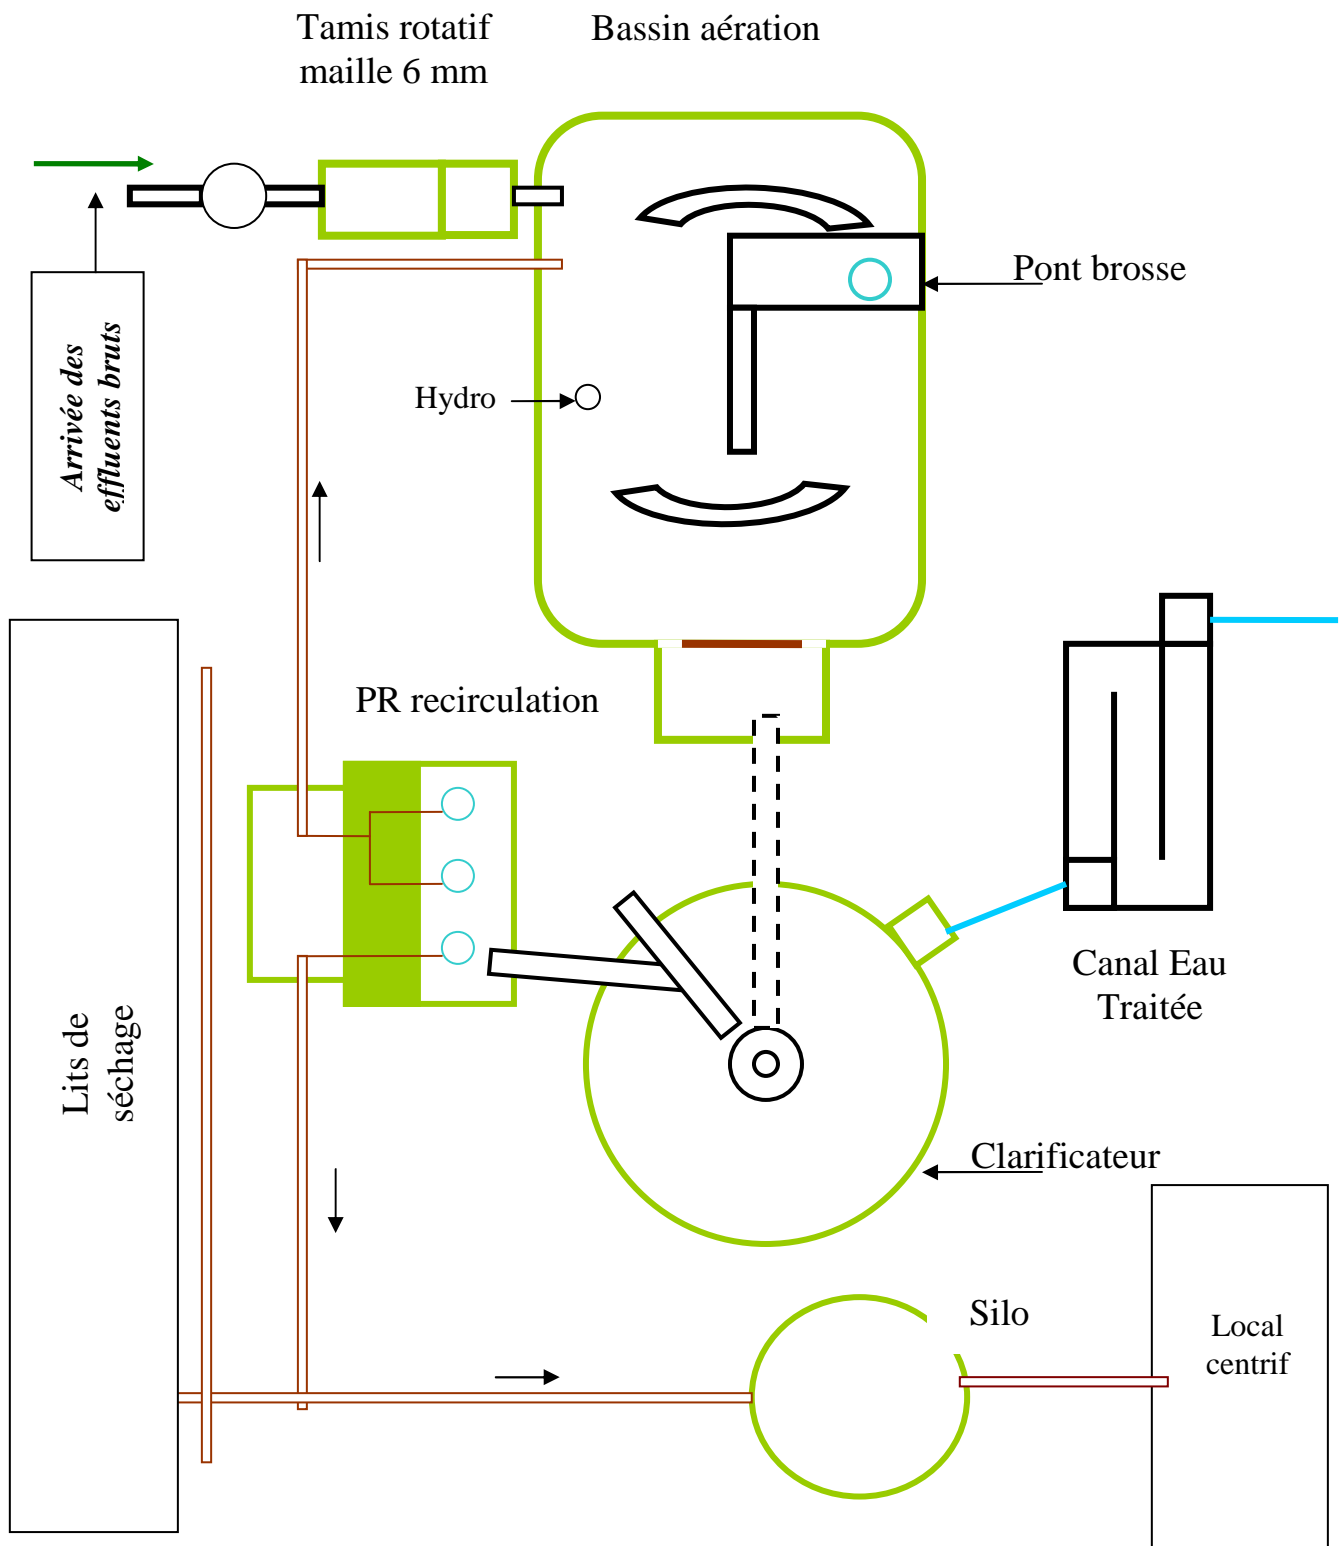 Tamis rotatif
maille 6 mm
Bassin aération
Pont brosse
Arrivée des
effluents bruts
Hydro
PR recirculation
Canal Eau
Traitée
Lits de
séchage
Clarificateur
Silo
Local
centrif